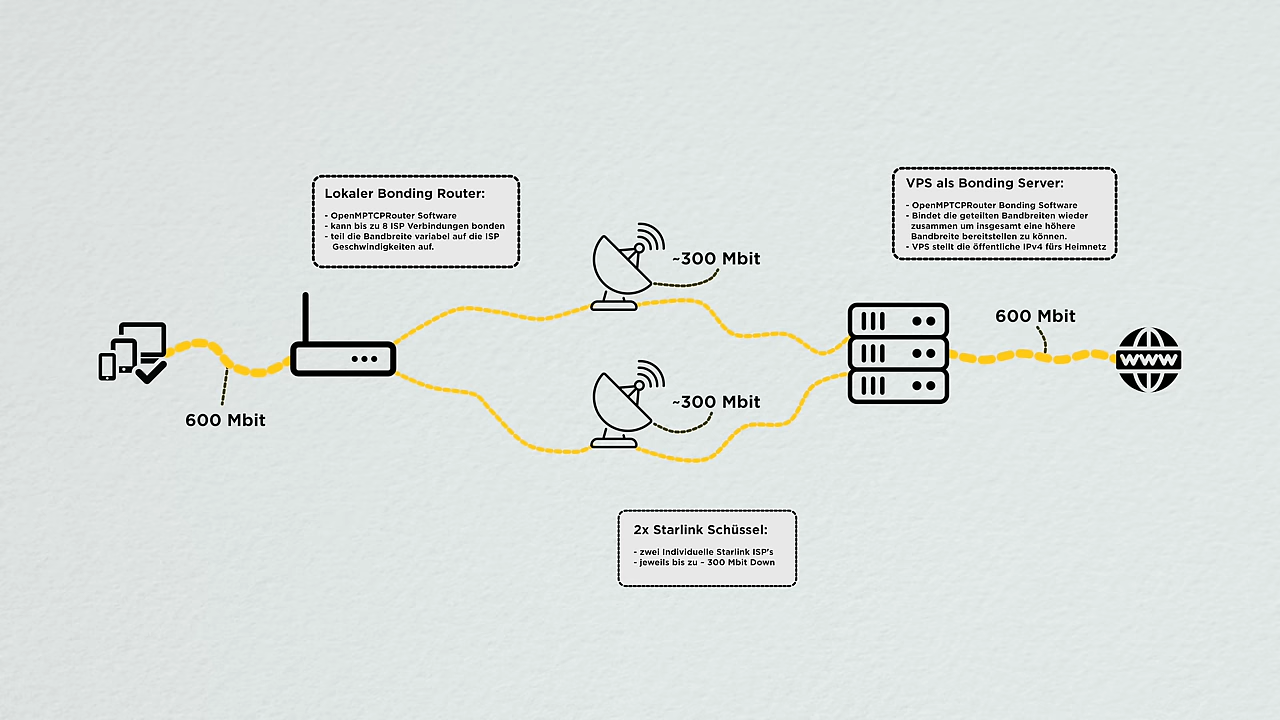 Lokaler Bonding Router:
- OpenMPTCPRouter Software
- kann bis zu 8 ISP Verbindungen bonden
- teil die Bandbreite variabel auf die ISP
Geschwindigkeiten auf.
VPS als Bonding Server:
- OpenMPTCPRouter Bonding Software
- Bindet die geteilten Bandbreiten wieder
zusammen um insgesamt eine höhere
Bandbreite bereitstellen zu können.
- VPS stellt die öffentliche IPv4 fürs Heimnetz
~300 Mbit
600 Mbit
WWW
~300 Mbit
600 Mbit
2x Starlink Schüssel:
- zwei Individuelle Starlink ISP's
- jeweils bis zu ~ 300 Mbit Down